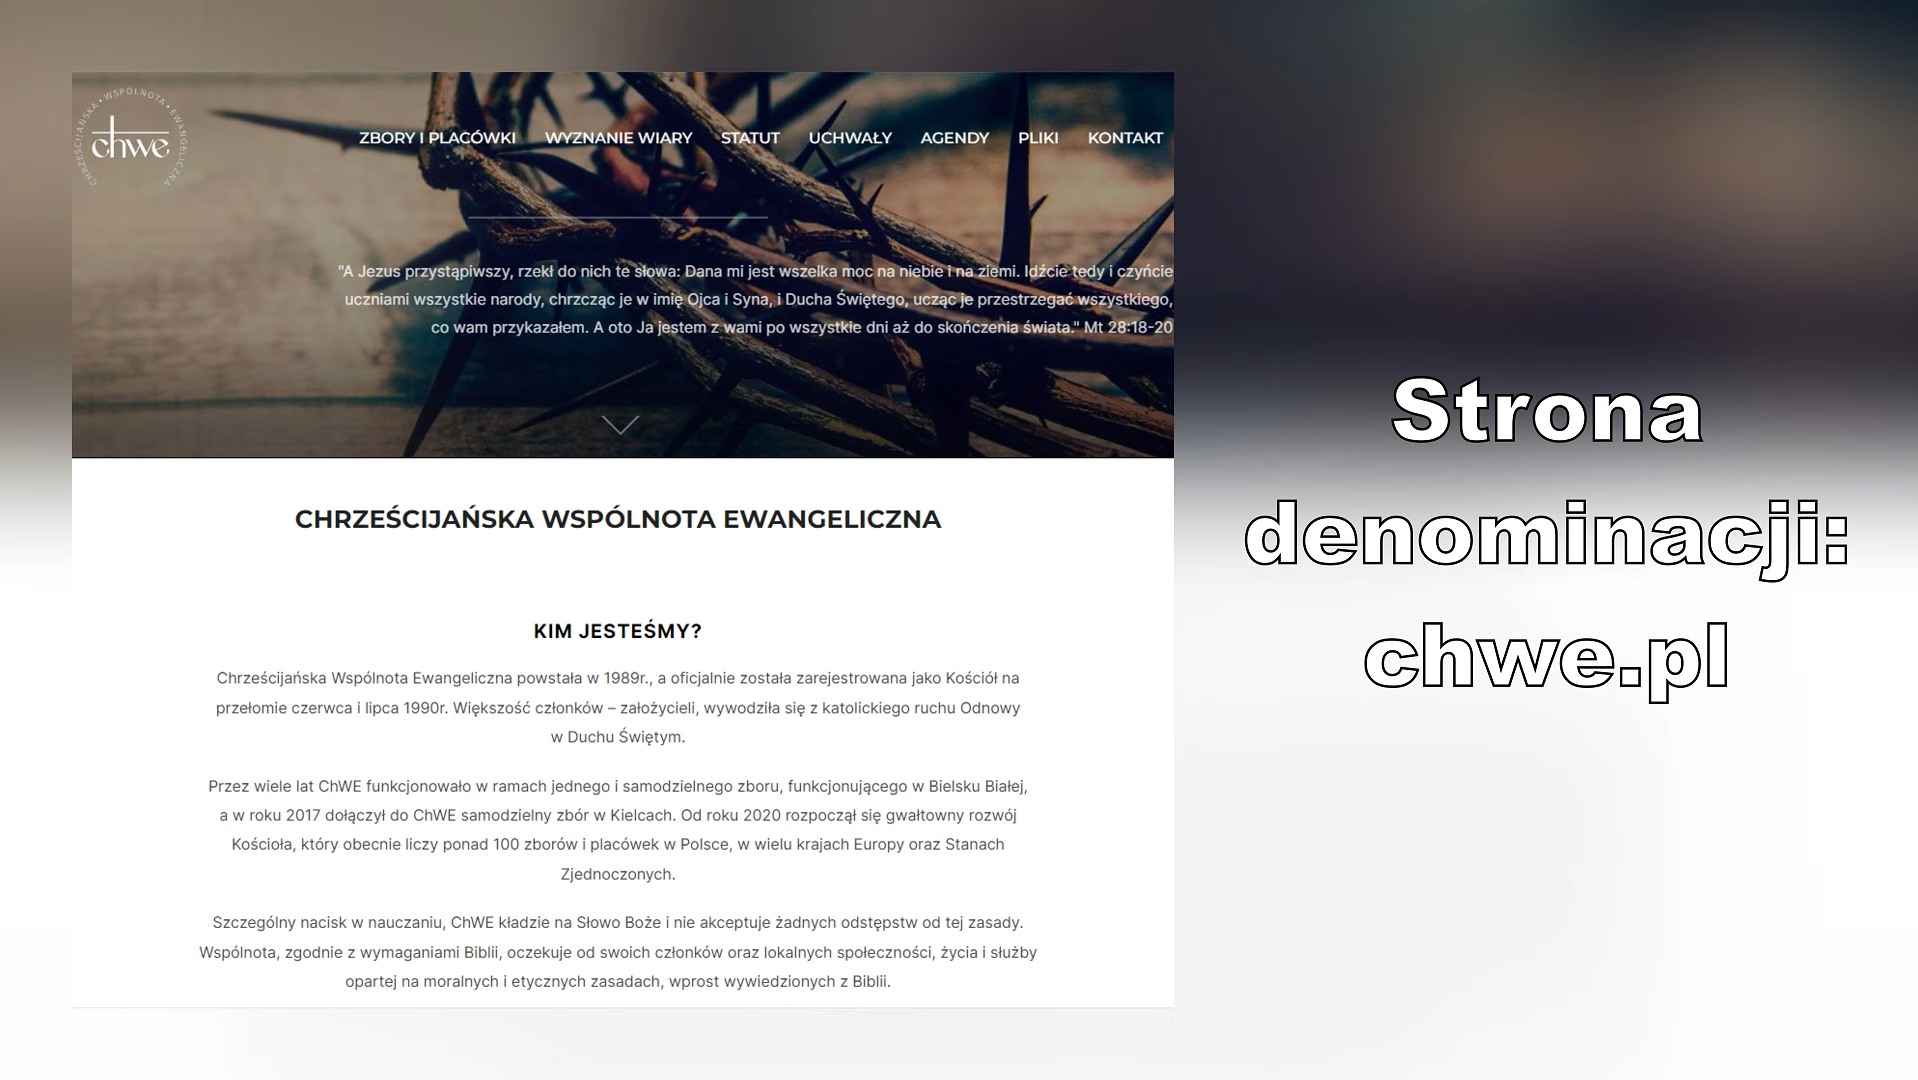 CHRZEŚCIJAŃSKA • WSPÓLNOTA • EWANGELICZNA
chwe
ZBORY I PLACÓWKI WYZNANIE WIARY STATUT UCHWAŁY AGENDY PLIKI KONTAKT
"A Jezus przystąpiwszy, rzekł do nich te słowa: Dana mi jest wszelka moc na niebie i na ziemi. Idźcie tedy i czyńcie
uczniami wszystkie narody, chrzcząc je w imię Ojca i Syna, i Ducha Świętego, ucząc je przestrzegać wszystkiego,
co wam przykazałem. A oto Ja jestem z wami po wszystkie dni aż do skończenia świata." Mt 28:18-20
CHRZEŚCIJAŃSKA WSPÓLNOTA EWANGELICZNA
KIM JESTEŚMY?
Chrześcijańska Wspólnota Ewangeliczna powstała w 1989r., a oficjalnie została zarejestrowana jako Kościół na
przełomie czerwca i lipca 1990r. Większość członków – założycieli, wywodziła się z katolickiego ruchu Odnowy
w Duchu Świętym.
Przez wiele lat ChWE funkcjonowało w ramach jednego i samodzielnego zboru, funkcjonującego w Bielsku Białej,
a w roku 2017 dołączył do ChWE samodzielny zbór w Kielcach. Od roku 2020 rozpoczął się gwałtowny rozwój
Kościoła, który obecnie liczy ponad 100 zborów i placówek w Polsce, w wielu krajach Europy oraz Stanach
Zjednoczonych.
Szczególny nacisk w nauczaniu, ChWE kładzie na Słowo Boże i nie akceptuje żadnych odstępstw od tej zasady.
Wspólnota, zgodnie z wymaganiami Biblii, oczekuje od swoich członków oraz lokalnych społeczności, życia i służby
opartej na moralnych i etycznych zasadach, wprost wywiedzionych z Biblii.
Strona
denominacji:
chwe.pl